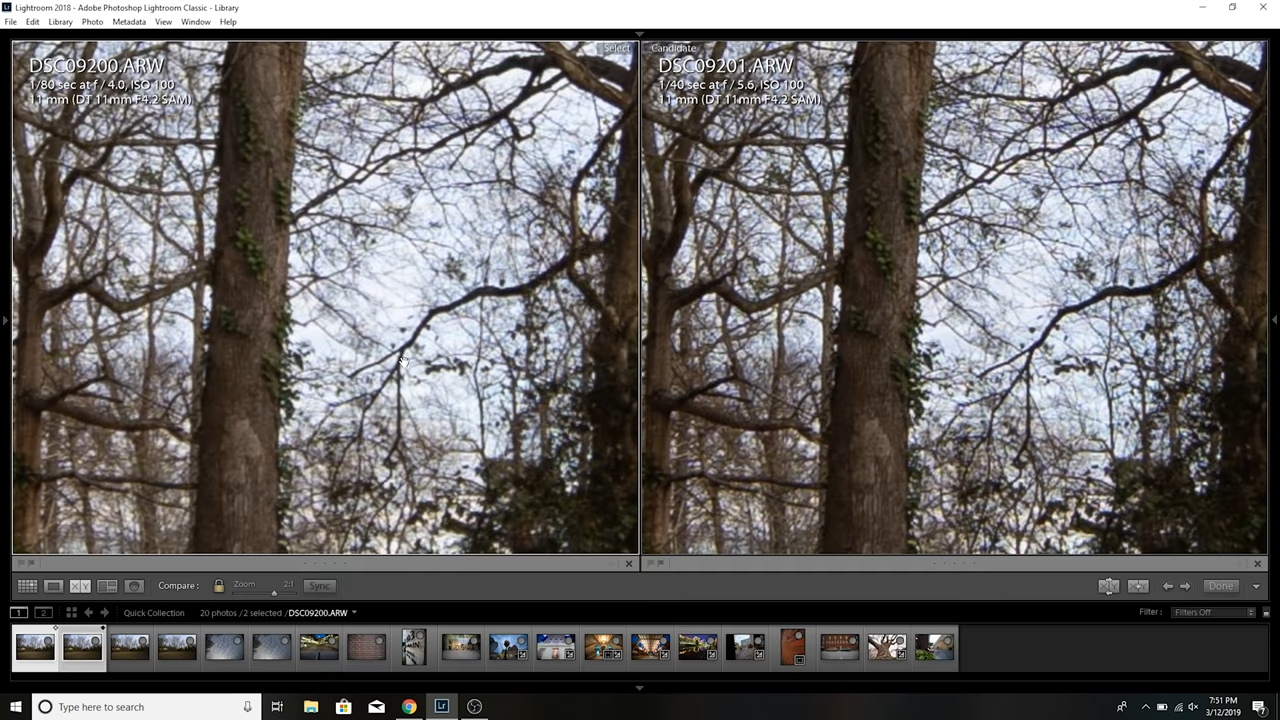 Lightroom 2018 - Adobe Photoshop Lightroom Classic - Library
File Edit Library Photo Metadata View Window Help
Select
DSC09200.ARW
1/80 sec at f / 4.0, ISO 100
11 mm (DT 11mm F4.2 SAM)
Candidate
DSC09201.ARW
1/40 sec at f / 5.6, ISO 100
11 mm (DT 11mm F4.2 SAM)
XY Compare : Zoom 2:1 Sync Done
1 2 Quick Collection 20 photos /2 selected /DSC09200.ARW Filter : Filters Off
Type here to search
Lr
7:51 PM
3/12/2019